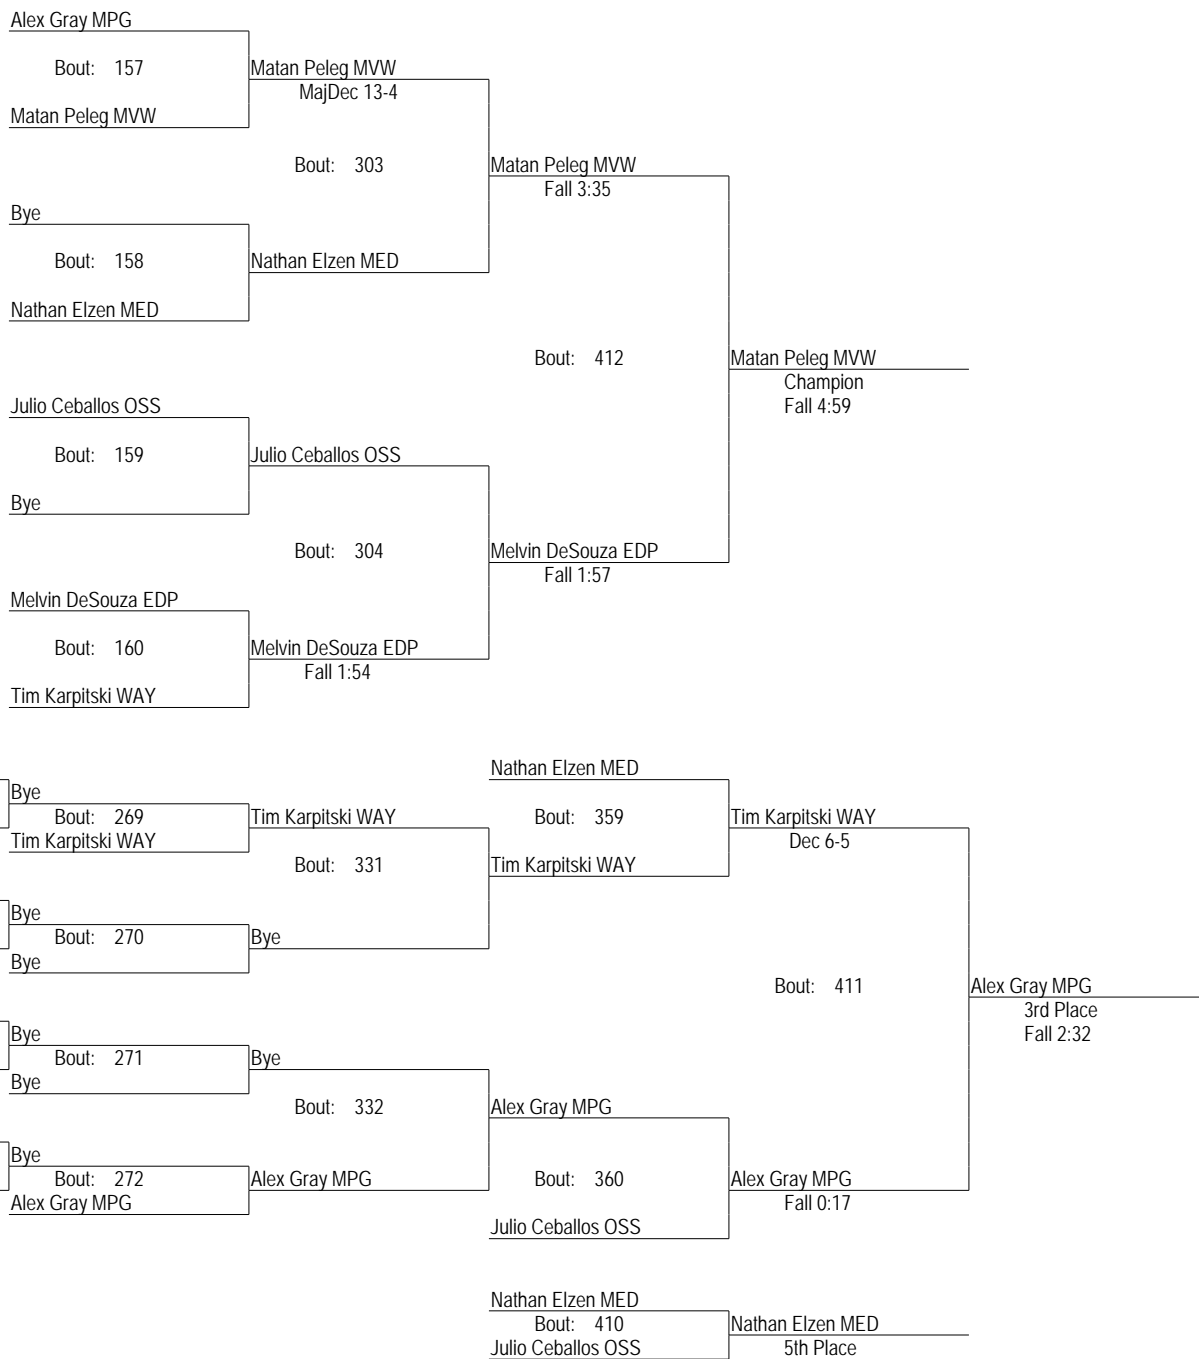 Alex Gray MPG
Bout: 157
Matan Peleg MVW
MajDec 13-4
Matan Peleg MVW
Bout: 303
Matan Peleg MVW
Fall 3:35
Bye
Bout: 158
Nathan Elzen MED
Nathan Elzen MED
Bout: 412
Matan Peleg MVW
Champion
Fall 4:59
Julio Ceballos OSS
Bout: 159
Julio Ceballos OSS
Bye
Bout: 304
Melvin DeSouza EDP
Fall 1:57
Melvin DeSouza EDP
Bout: 160
Melvin DeSouza EDP
Fall 1:54
Tim Karpitski WAY
Nathan Elzen MED
Bye
Bout: 269
Tim Karpitski WAY
Bout: 359
Tim Karpitski WAY
Tim Karpitski WAY
Dec 6-5
Bout: 331
Tim Karpitski WAY
Bye
Bout: 270
Bye
Bye
Bout: 411
Alex Gray MPG
3rd Place
Fall 2:32
Bye
Bout: 271
Bye
Bye
Bout: 332
Alex Gray MPG
Bye
Bout: 272
Alex Gray MPG
Bout: 360
Alex Gray MPG
Alex Gray MPG
Fall 0:17
Julio Ceballos OSS
Nathan Elzen MED
Bout: 410
Nathan Elzen MED
Julio Ceballos OSS
5th Place